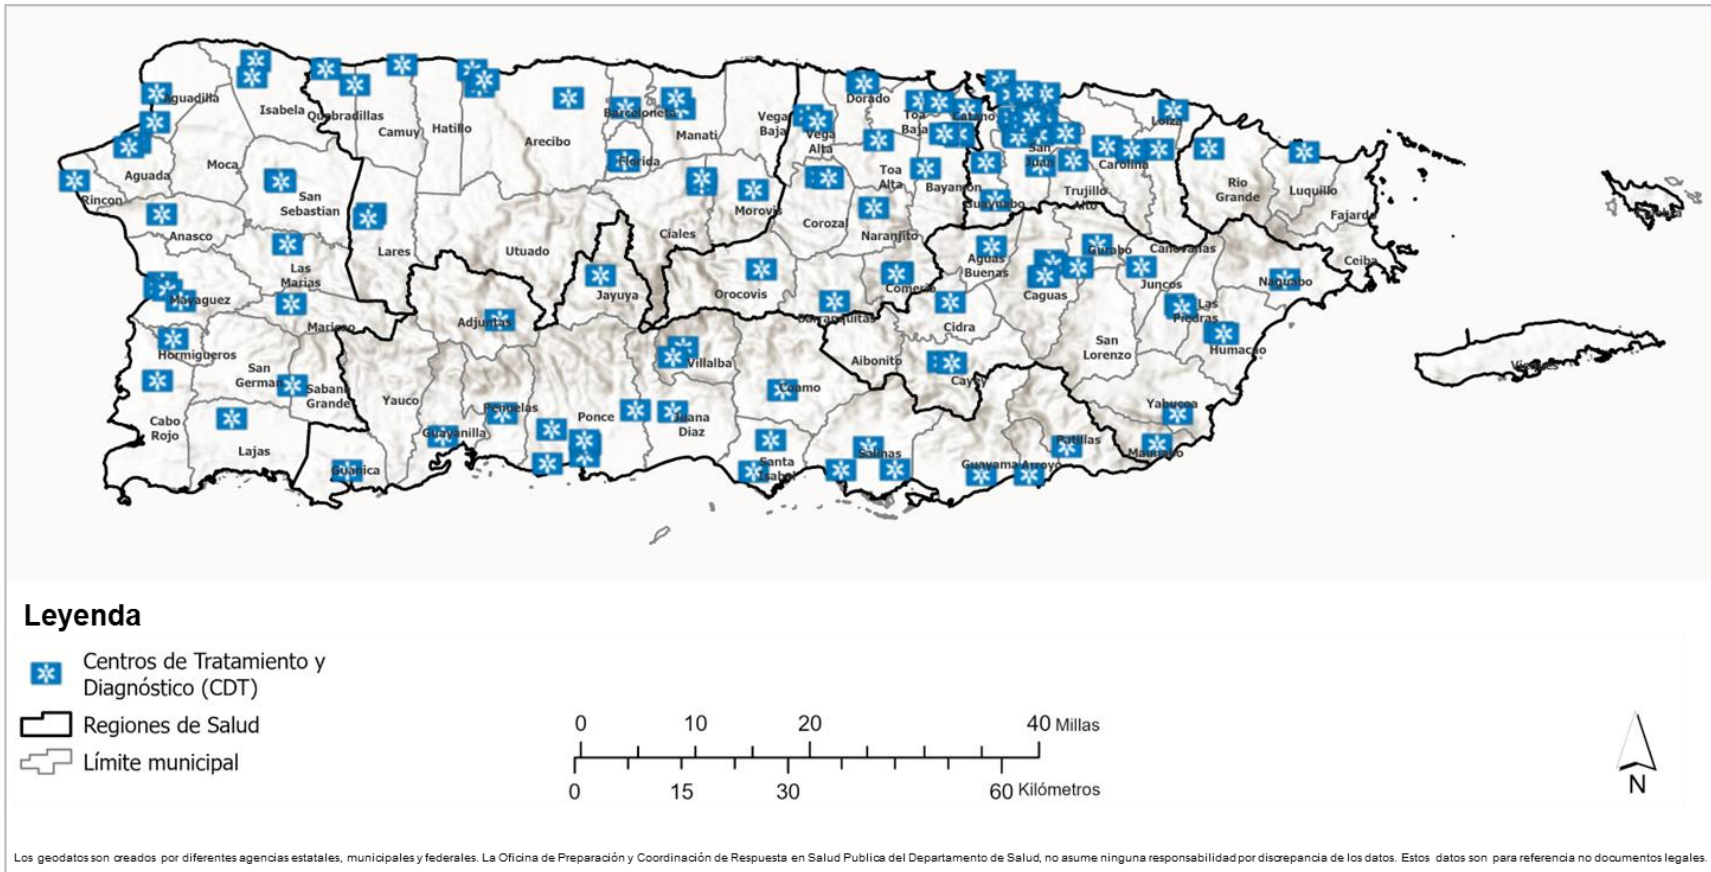 Aguadilla
Isabela
Quebradillas
Camuy
Hatillo
Arecibo
Barceloneta
Manati
Vega
Baja
Vega
Alta
Dorado
Toa
Baja
Catano
San
Juan
Carolina
Loiza
Rincon
Aguada
Moca
San
Sebastian
Florida
Morovis
Corozal
Toa
Alta
Bayamon
Guaynabo
Trujillo
Alto
Rio
Grande
Luquillo
Fajardo
Ceiba
Anasco
Las
Marias
Lares
Utuado
Ciales
Naranjito
Aguas
Buenas
Gurabo
Canovanas
Mayaguez
Maricao
Adjuntas
Jayuya
Orocovis
Barranquitas
Comerio
Cidra
Caguas
Juncos
Las
Piedras
Naguabo
Humacao
San
Lorenzo
Hormigueros
San
German
Sabana
Grande
Yauco
Villalba
Coamo
Aibonito
Cayey
Yabucoa
Vieques
Cabo
Rojo
Lajas
Guanica
Guayanilla
Penuelas
Ponce
Juana
Diaz
Santa
Isabel
Salinas
Guayama
Arroyo
Patillas
Maunabo
Leyenda
Centros de Tratamiento y
Diagnóstico (CDT)
Regiones de Salud
Límite municipal
0 10 20 40 Millas
0 15 30 60 Kilómetros
N
Los geodatos son creados por diferentes agencias estatales, municipales y federales. La Oficina de Preparación y Coordinación de Respuesta en Salud Publica del Departamento de Salud, no asume ninguna responsabilidad por discrepancia de los datos. Estos datos son para referencia no documentos legales.